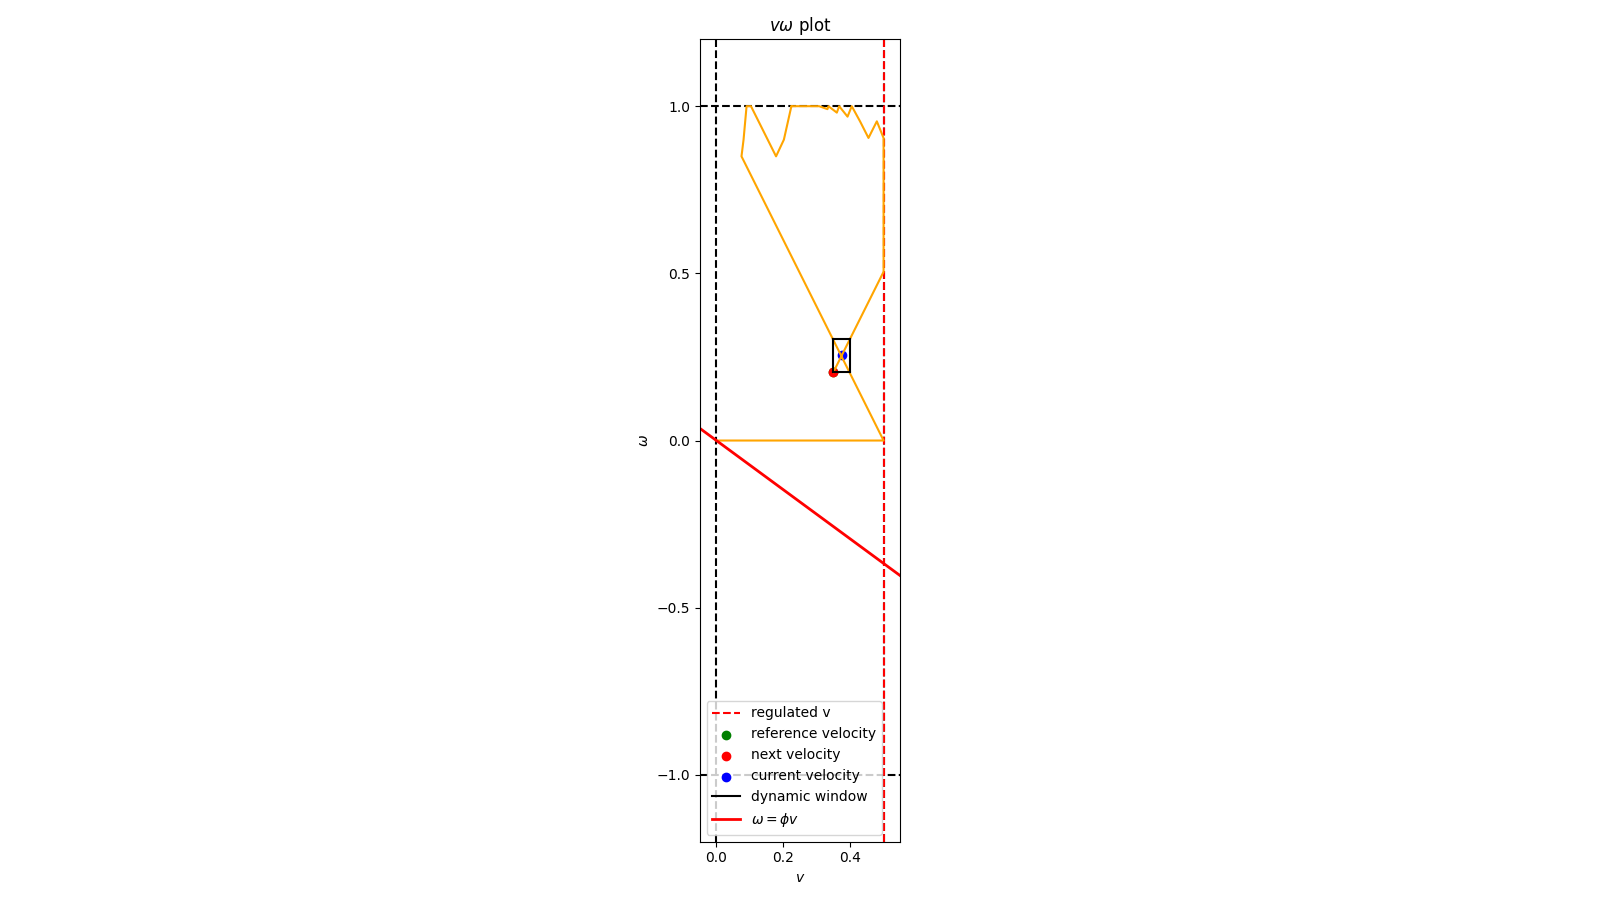 vω plot
1.0
0.5
ω
0.0
−0.5
−1.0
regulated v
reference velocity
next velocity
current velocity
dynamic window
ω = ϕv
0.0 0.2 0.4
v